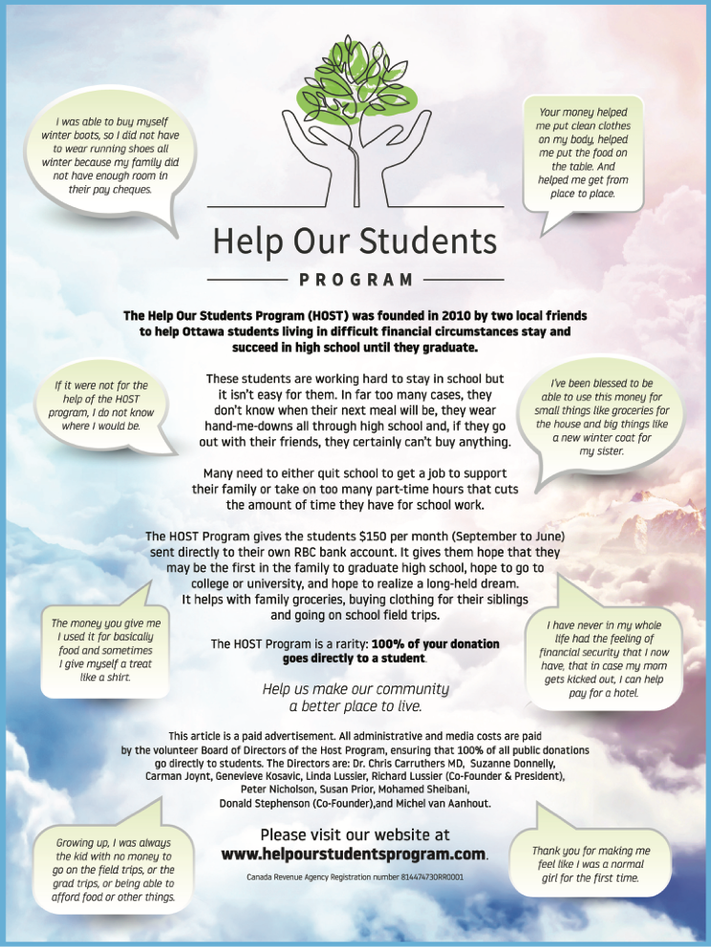 I was able to buy myself
winter boots, so I did not have
to wear running shoes all
winter because my family did
not have enough room in
their pay cheques.
Your money helped
me put clean clothes
on my body, helped
me put the food on
the table. And
helped me get from
place to place.
Help Our Students
PROGRAM
The Help Our Students Program (HOST) was founded in 2010 by two local friends
to help Ottawa students living in difficult financial circumstances stay and
succeed in high school until they graduate.
If it were not for the
help of the HOST
program, I do not know
where I would be.
These students are working hard to stay in school but
it isn't easy for them. In far too many cases, they
don't know when their next meal will be, they wear
hand-me-downs all through high school and, if they go
out with their friends, they certainly can't buy anything.
I've been blessed to be
able to use this money for
small things like groceries for
the house and big things like
a new winter coat for
my sister.
Many need to either quit school to get a job to support
their family or take on too many part-time hours that cuts
the amount of time they have for school work.
The HOST Program gives the students $150 per month (September to June)
sent directly to their own RBC bank account. It gives them hope that they
may be the first in the family to graduate high school, hope to go to
college or university, and hope to realize a long-held dream.
It helps with family groceries, buying clothing for their siblings
and going on school field trips.
The money you give me
I used it for basically
food and sometimes
I give myself a treat
like a shirt.
The HOST Program is a rarity: 100% of your donation
goes directly to a student.
I have never in my whole
life had the feeling of
financial security that I now
have, that in case my mom
gets kicked out, I can help
pay for a hotel.
Help us make our community
a better place to live.
This article is a paid advertisement. All administrative and media costs are paid
by the volunteer Board of Directors of the Host Program, ensuring that 100% of all public donations
go directly to students. The Directors are: Dr. Chris Carruthers MD, Suzanne Donnelly,
Carman Joynt, Genevieve Kosavic, Linda Lussier, Richard Lussier (Co-Founder & President),
Peter Nicholson, Susan Prior, Mohamed Sheibani,
Donald Stephenson (Co-Founder),and Michel van Aanhout.
Growing up, I was always
the kid with no money to
go on the field trips, or the
grad trips, or being able to
afford food or other things.
Please visit our website at
www.helpourstudentsprogram.com.
Canada Revenue Agency Registration number 814474730RR0001
Thank you for making me
feel like I was a normal
girl for the first time.